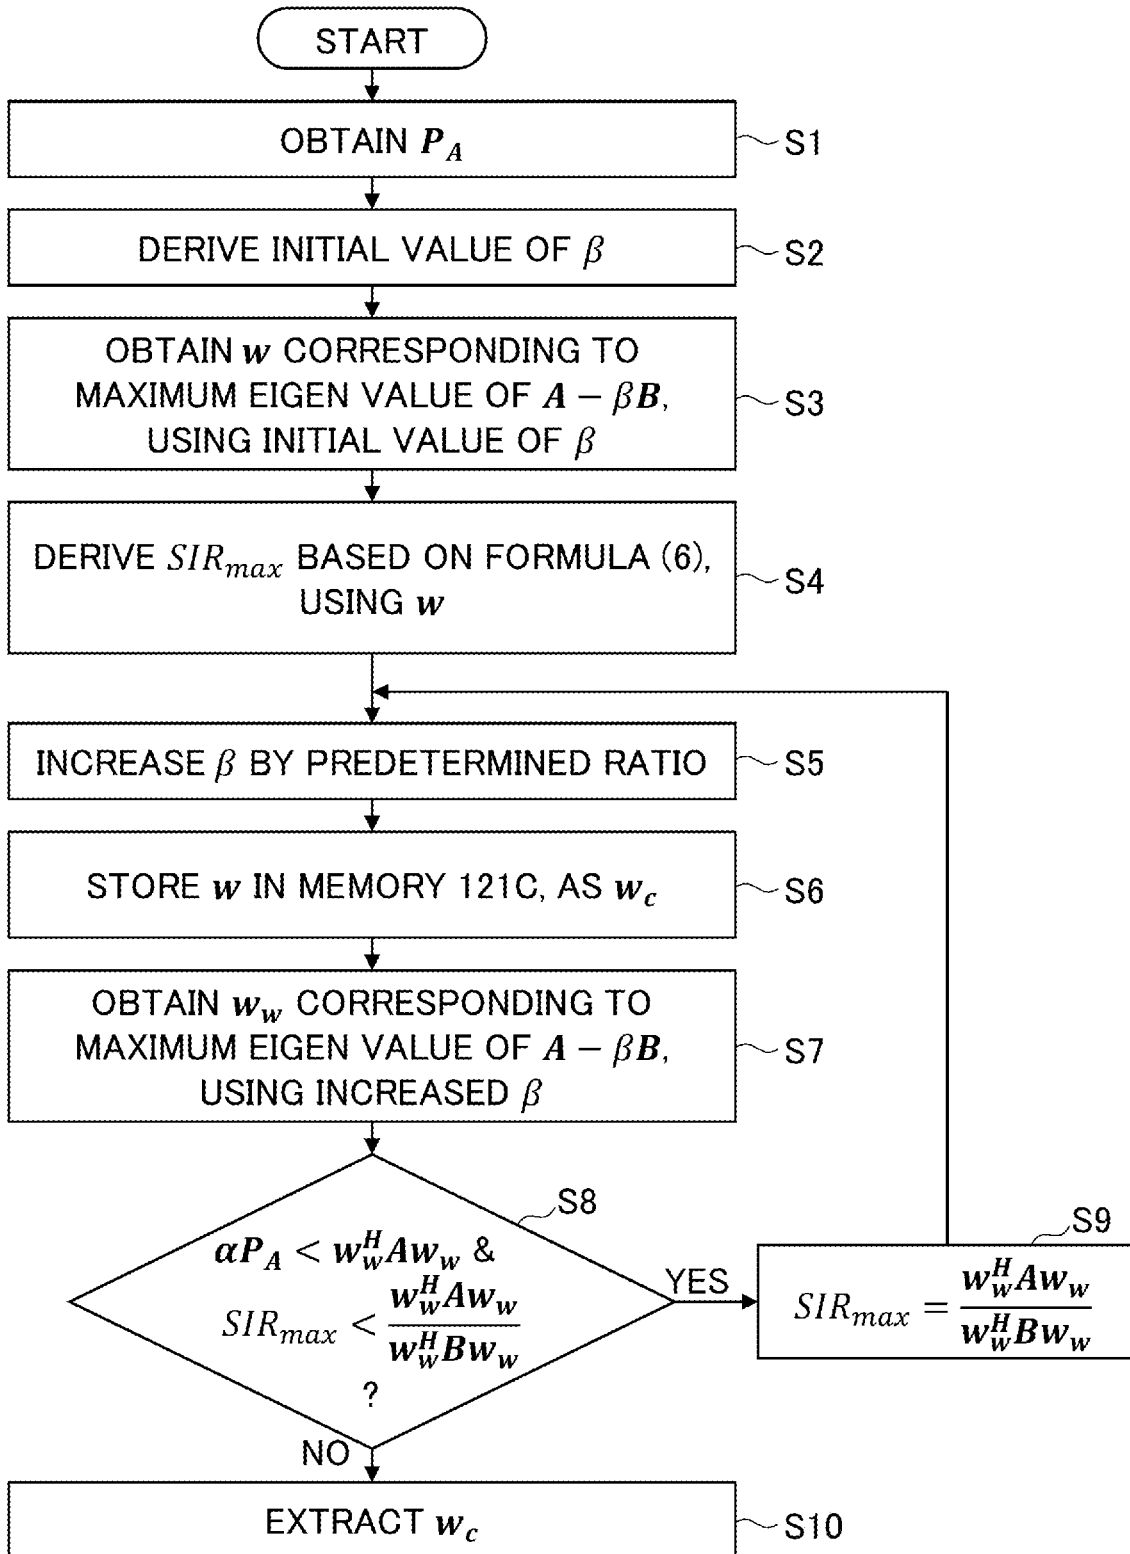 START
OBTAIN P_A
S1
DERIVE INITIAL VALUE OF β
S2
OBTAIN w CORRESPONDING TO
MAXIMUM EIGEN VALUE OF A − βB,
USING INITIAL VALUE OF β
S3
DERIVE SIR_max BASED ON FORMULA (6),
USING w
S4
INCREASE β BY PREDETERMINED RATIO
S5
STORE w IN MEMORY 121C, AS w_c
S6
OBTAIN w_w CORRESPONDING TO
MAXIMUM EIGEN VALUE OF A − βB,
USING INCREASED β
S7
S8
αP_A < w_w^H A w_w &
SIR_max < w_w^H A w_w / w_w^H B w_w
?
YES
S9
SIR_max = w_w^H A w_w / w_w^H B w_w
NO
EXTRACT w_c
S10